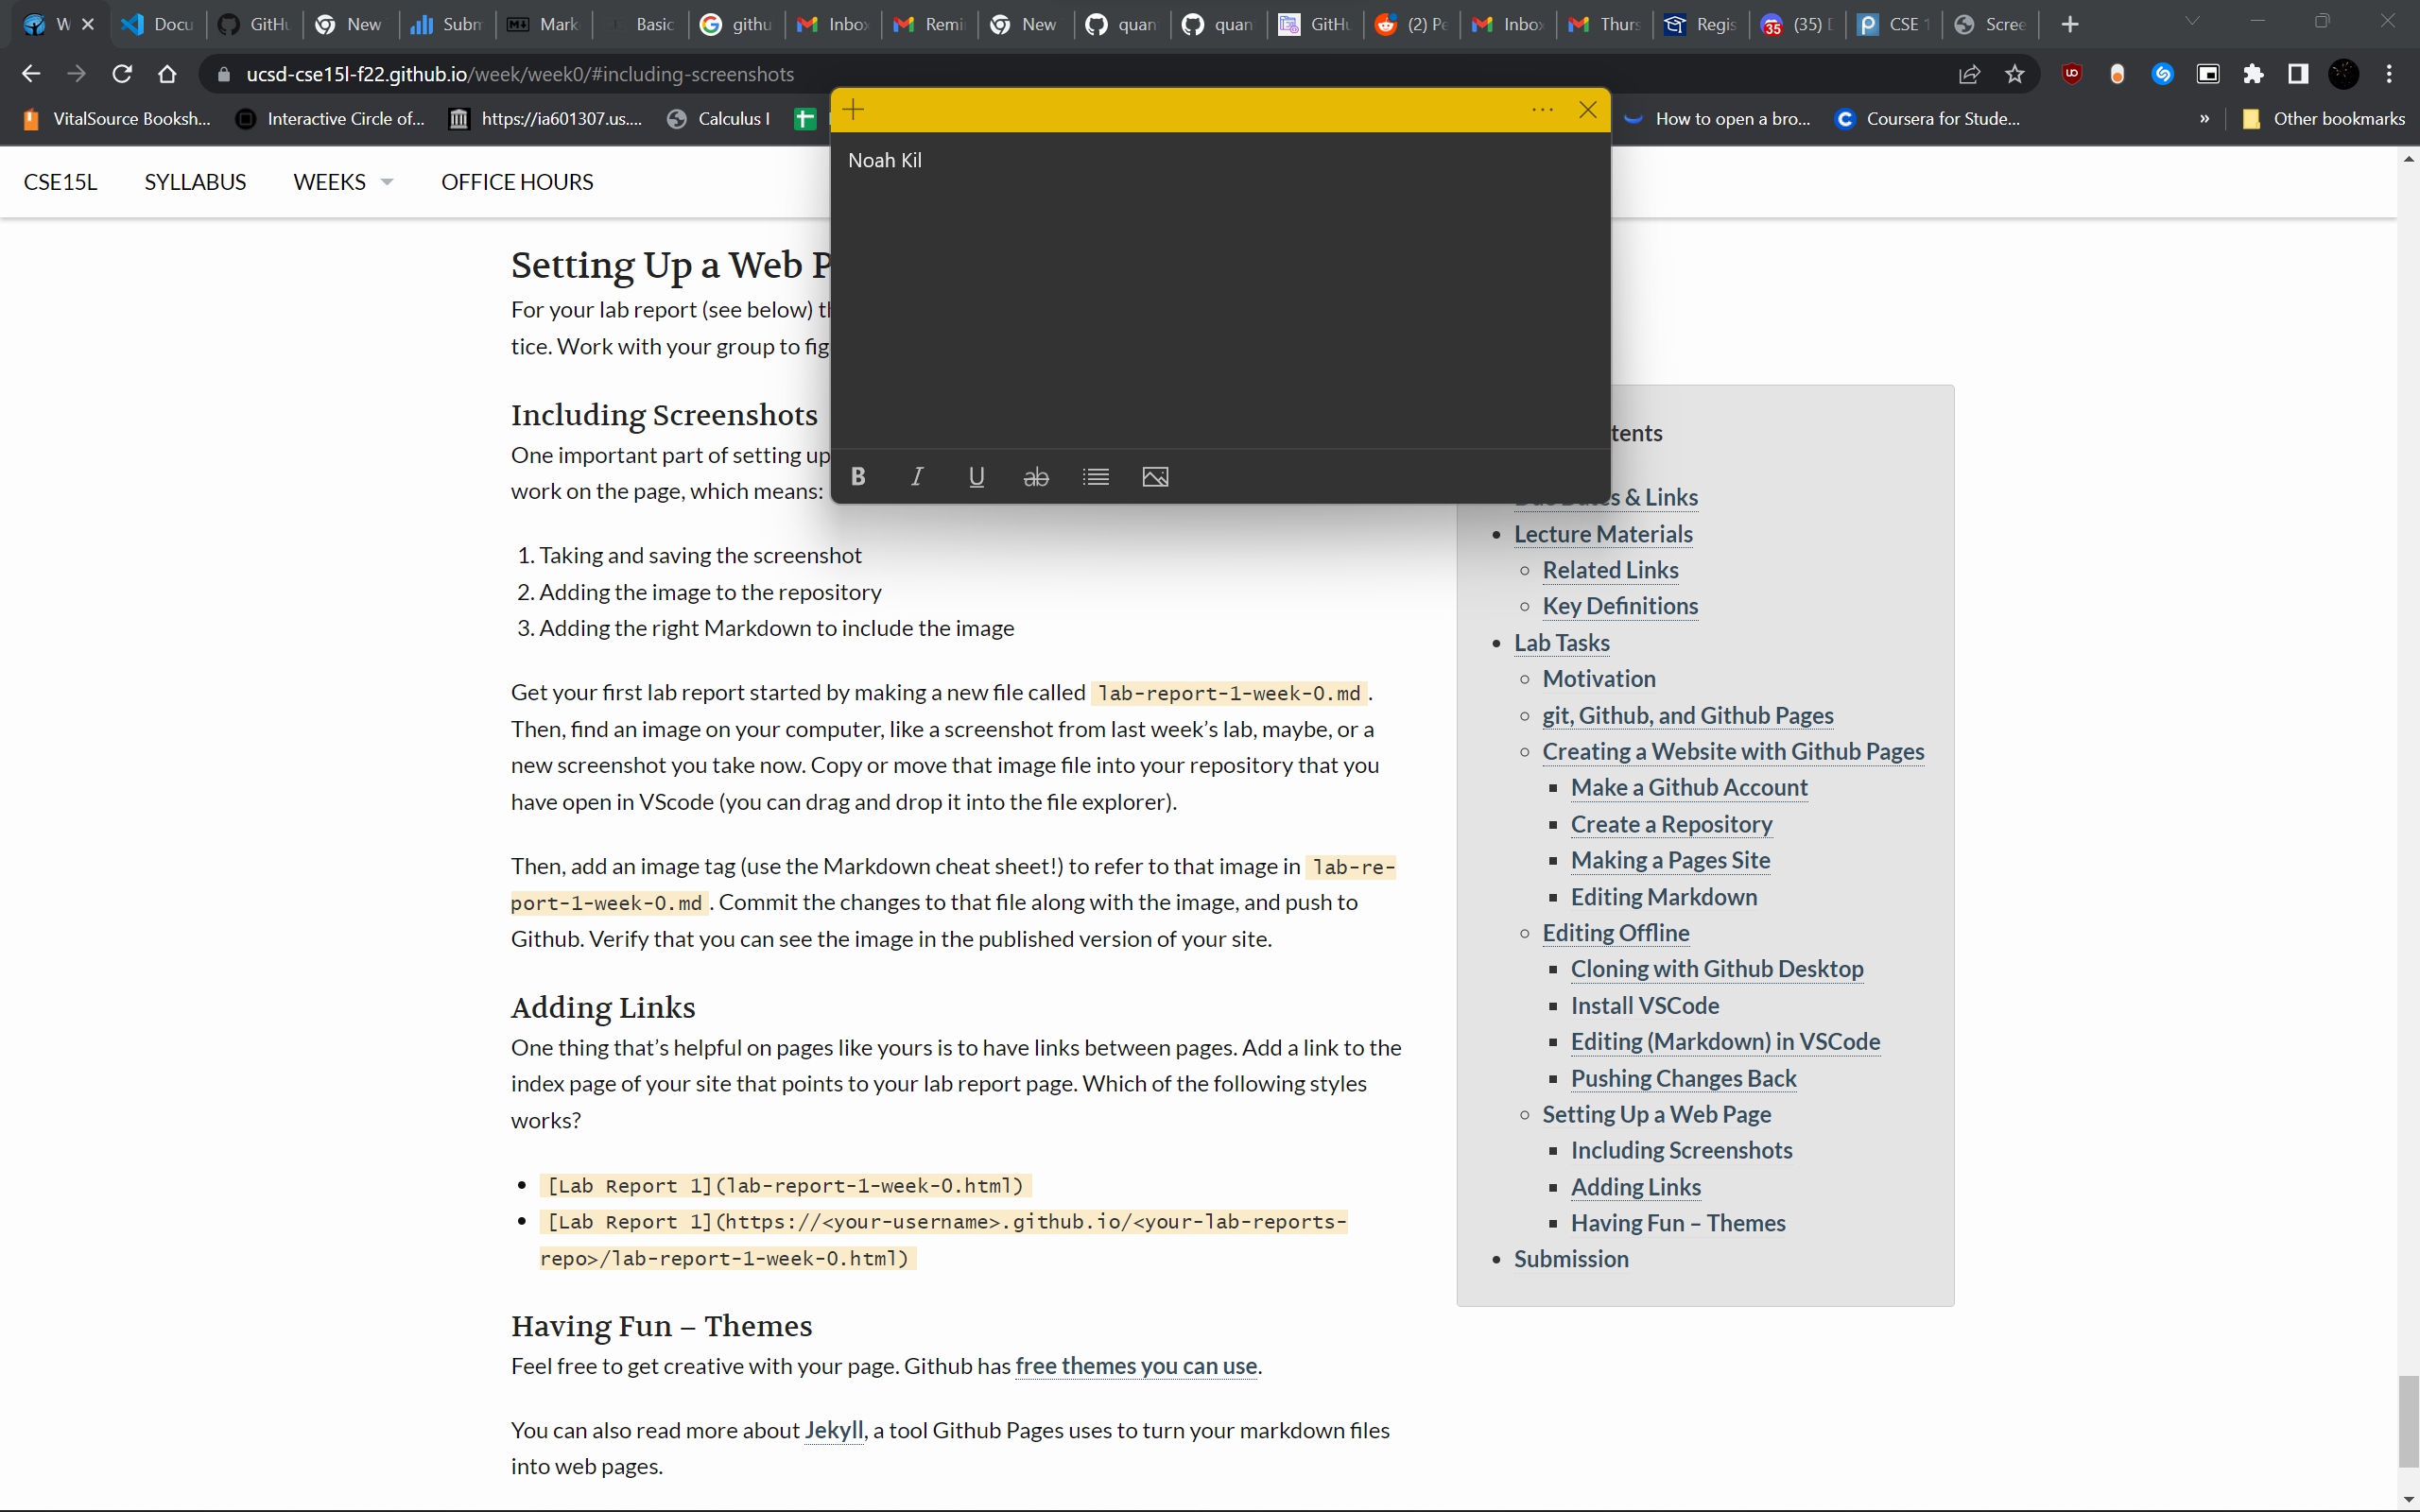 W
Docu
GitHu
New
Subm
Mark
Basic
githu
Inbox
Remi
New
quan
quan
GitHu
(2) Pe
Inbox
Thurs
Regis
(35) D
CSE 1
Scree
ucsd-cse15l-f22.github.io/week/week0/#including-screenshots
VitalSource Booksh...
Interactive Circle of...
https://ia601307.us....
Calculus I
How to open a bro...
Coursera for Stude...
»
Other bookmarks
Noah Kil
CSE15L
SYLLABUS
WEEKS
OFFICE HOURS
Setting Up a Web P
For your lab report (see below) th
tice. Work with your group to fig
Including Screenshots
One important part of setting up
work on the page, which means:
1. Taking and saving the screenshot
2. Adding the image to the repository
3. Adding the right Markdown to include the image
Get your first lab report started by making a new file called lab-report-1-week-0.md.
Then, find an image on your computer, like a screenshot from last week’s lab, maybe, or a
new screenshot you take now. Copy or move that image file into your repository that you
have open in VScode (you can drag and drop it into the file explorer).
Then, add an image tag (use the Markdown cheat sheet!) to refer to that image in lab-re-
port-1-week-0.md. Commit the changes to that file along with the image, and push to
Github. Verify that you can see the image in the published version of your site.
Adding Links
One thing that’s helpful on pages like yours is to have links between pages. Add a link to the
index page of your site that points to your lab report page. Which of the following styles
works?
[Lab Report 1](lab-report-1-week-0.html)
[Lab Report 1](https://<your-username>.github.io/<your-lab-reports-
repo>/lab-report-1-week-0.html)
Having Fun – Themes
Feel free to get creative with your page. Github has free themes you can use.
You can also read more about Jekyll, a tool Github Pages uses to turn your markdown files
into web pages.
tents
Due Dates & Links
Lecture Materials
Related Links
Key Definitions
Lab Tasks
Motivation
git, Github, and Github Pages
Creating a Website with Github Pages
Make a Github Account
Create a Repository
Making a Pages Site
Editing Markdown
Editing Offline
Cloning with Github Desktop
Install VSCode
Editing (Markdown) in VSCode
Pushing Changes Back
Setting Up a Web Page
Including Screenshots
Adding Links
Having Fun – Themes
Submission